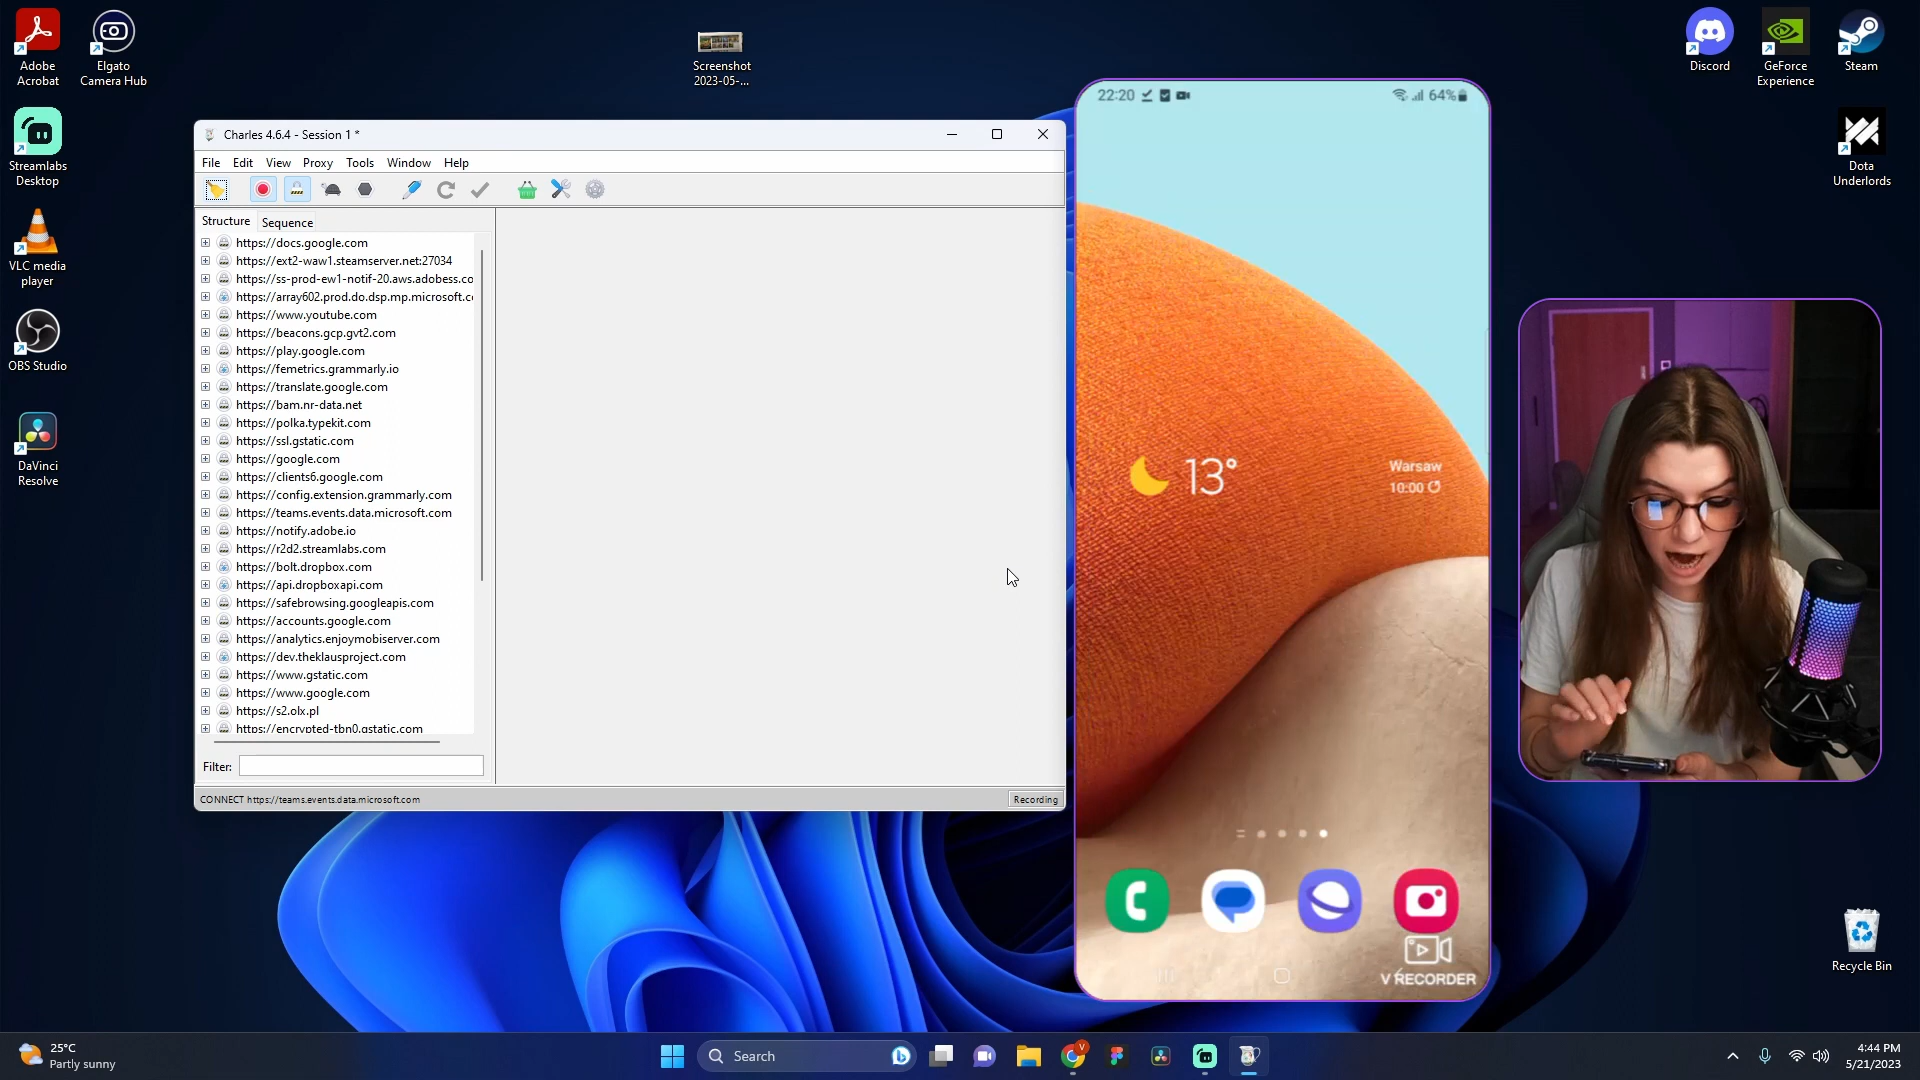 Adobe
Acrobat
Elgato
Camera Hub
Streamlabs
Desktop
VLC media
player
OBS Studio
DaVinci
Resolve
Screenshot
2023-05-...
Discord
GeForce
Experience
Steam
Dota
Underlords
Recycle Bin
Charles 4.6.4 - Session 1 *
File Edit View Proxy Tools Window Help
Structure Sequence
https://docs.google.com
https://ext2-waw1.steamserver.net:27034
https://ss-prod-ew1-notif-20.aws.adobess.co
https://array602.prod.do.dsp.mp.microsoft.c
https://www.youtube.com
https://beacons.gcp.gvt2.com
https://play.google.com
https://femetrics.grammarly.io
https://translate.google.com
https://bam.nr-data.net
https://polka.typekit.com
https://ssl.gstatic.com
https://google.com
https://clients6.google.com
https://config.extension.grammarly.com
https://teams.events.data.microsoft.com
https://notify.adobe.io
https://r2d2.streamlabs.com
https://bolt.dropbox.com
https://api.dropboxapi.com
https://safebrowsing.googleapis.com
https://accounts.google.com
https://analytics.enjoymobiserver.com
https://dev.theklausproject.com
https://www.gstatic.com
https://www.google.com
https://s2.olx.pl
https://encrypted-tbn0.gstatic.com
Filter:
CONNECT https://teams.events.data.microsoft.com
Recording
22:20
64%
13°
Warsaw
10:00
V RECORDER
25°C
Partly sunny
Search
V
4:44 PM
5/21/2023